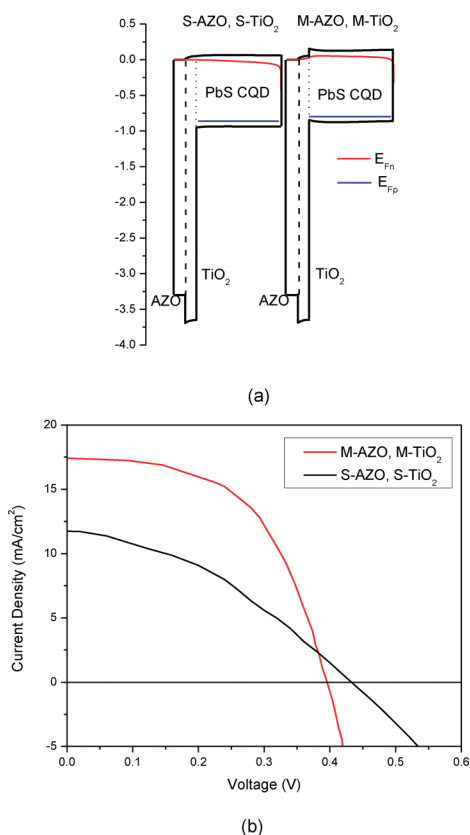 S-AZO, S-TiO₂ M-AZO, M-TiO₂
0.5
0.0
-0.5
-1.0
-1.5
-2.0
-2.5
-3.0
-3.5
-4.0
PbS CQD PbS CQD
E_Fn
E_Fp
TiO₂ TiO₂
AZO AZO
(a)
20
15
10
5
0
-5
Current Density (mA/cm²)
M-AZO, M-TiO₂
S-AZO, S-TiO₂
0.0 0.1 0.2 0.3 0.4 0.5 0.6
Voltage (V)
(b)